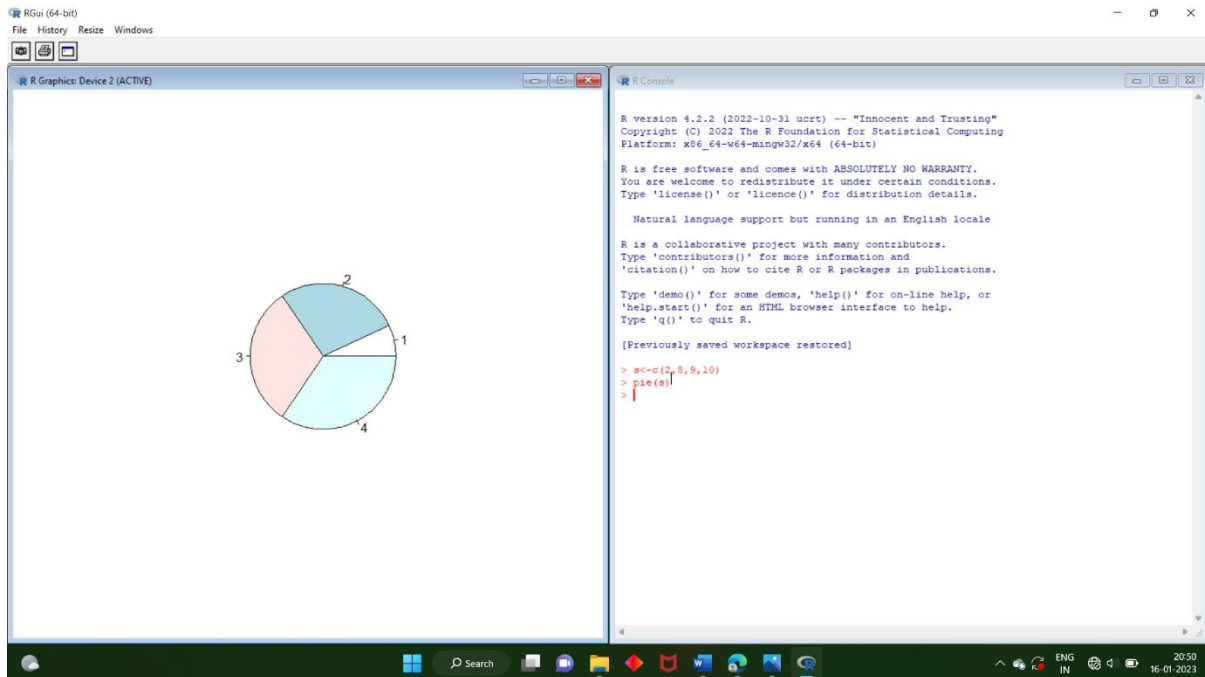 RGui (64-bit)
File History Resize Windows
R Graphics: Device 2 (ACTIVE)
2
1
3
4
R Console
R version 4.2.2 (2022-10-31 ucrt) -- "Innocent and Trusting"
Copyright (C) 2022 The R Foundation for Statistical Computing
Platform: x86_64-w64-mingw32/x64 (64-bit)
R is free software and comes with ABSOLUTELY NO WARRANTY.
You are welcome to redistribute it under certain conditions.
Type 'license()' or 'licence()' for distribution details.
Natural language support but running in an English locale
R is a collaborative project with many contributors.
Type 'contributors()' for more information and
'citation()' on how to cite R or R packages in publications.
Type 'demo()' for some demos, 'help()' for on-line help, or
'help.start()' for an HTML browser interface to help.
Type 'q()' to quit R.
[Previously saved workspace restored]
> s<-c(2,8,9,10)
> pie(s)
>
Search
ENG
IN
20:50
16-01-2023